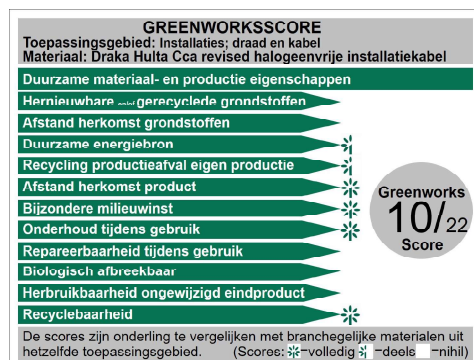 GREENWORKSSCORE
Toepassingsgebied: Installaties; draad en kabel
Materiaal: Draka Hulta Cca revised halogeenvrije installatiekabel
Duurzame materiaal- en productie eigenschappen
Hernieuwbare en/of gerecyclede grondstoffen
Afstand herkomst grondstoffen
Duurzame energiebron
Recycling productieafval eigen productie
Afstand herkomst product
Bijzondere milieuwinst
Onderhoud tijdens gebruik
Repareerbaarheid tijdens gebruik
Biologisch afbreekbaar
Herbruikbaarheid ongewijzigd eindproduct
Recyclebaarheid
Greenworks
10/22
Score
De scores zijn onderling te vergelijken met branchegelijke materialen uit
hetzelfde toepassingsgebied. (Scores: =volledig =deels =nihil)